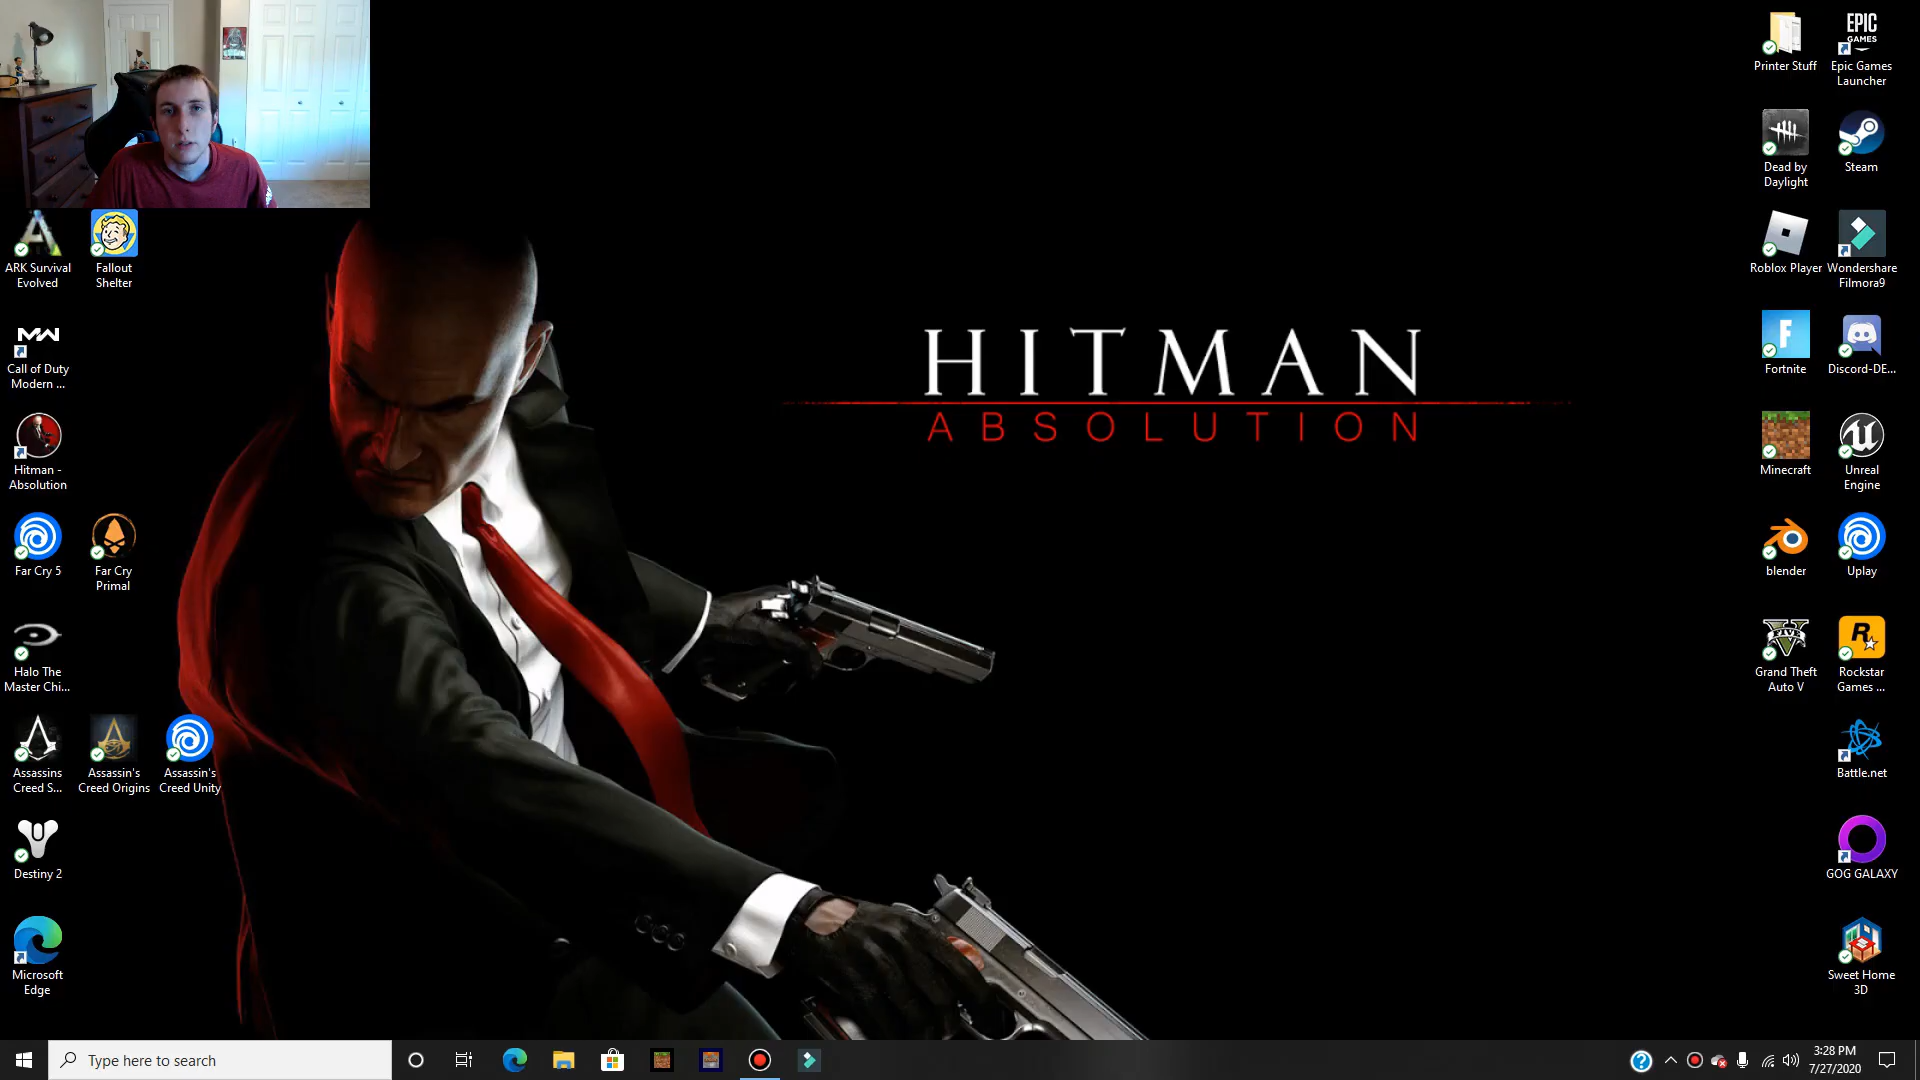 Printer Stuff
EPIC
GAMES
Epic Games
Launcher
Dead by
Daylight
Steam
ARK Survival
Evolved
Fallout
Shelter
Roblox Player
Wondershare
Filmora9
HITMAN
ABSOLUTION
MW
Call of Duty
Modern ...
F
Fortnite
Discord-DE...
Hitman -
Absolution
Minecraft
Unreal
Engine
Far Cry 5
Far Cry
Primal
blender
Uplay
Halo The
Master Chi...
V
FIVE
Grand Theft
Auto V
R
Rockstar
Games ...
Assassins
Creed S...
Assassin's
Creed Origins
Assassin's
Creed Unity
Battle.net
Destiny 2
GOG GALAXY
Microsoft
Edge
Sweet Home
3D
Type here to search
?
3:28 PM
7/27/2020